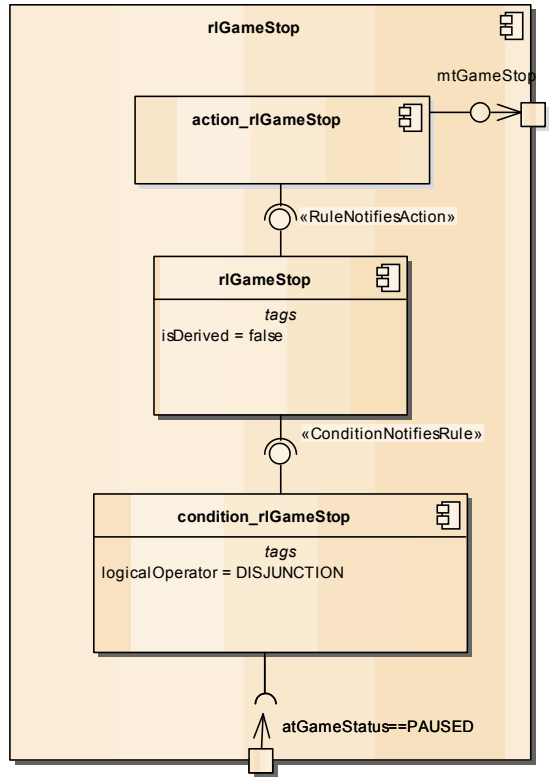 rlGameStop
mtGameStop
action_rlGameStop
«RuleNotifiesAction»
rlGameStop
tags
isDerived = false
«ConditionNotifiesRule»
condition_rlGameStop
tags
logicalOperator = DISJUNCTION
atGameStatus==PAUSED